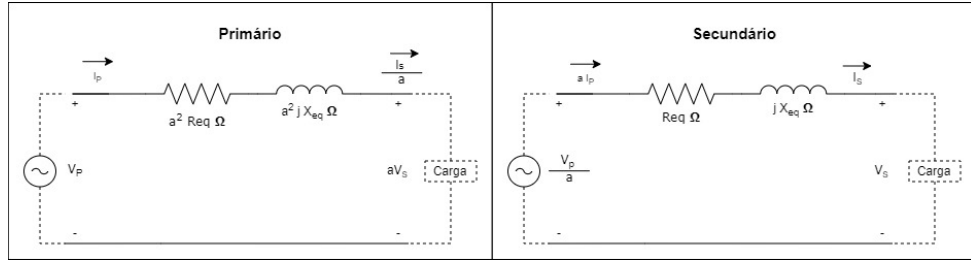 Primário
I_P
I_s
a
+
+
a² Req Ω
a² j X_eq Ω
V_P
aV_s
Carga
-
-
Secundário
a I_P
I_s
+
+
Req Ω
j X_eq Ω
V_p
a
V_s
Carga
-
-